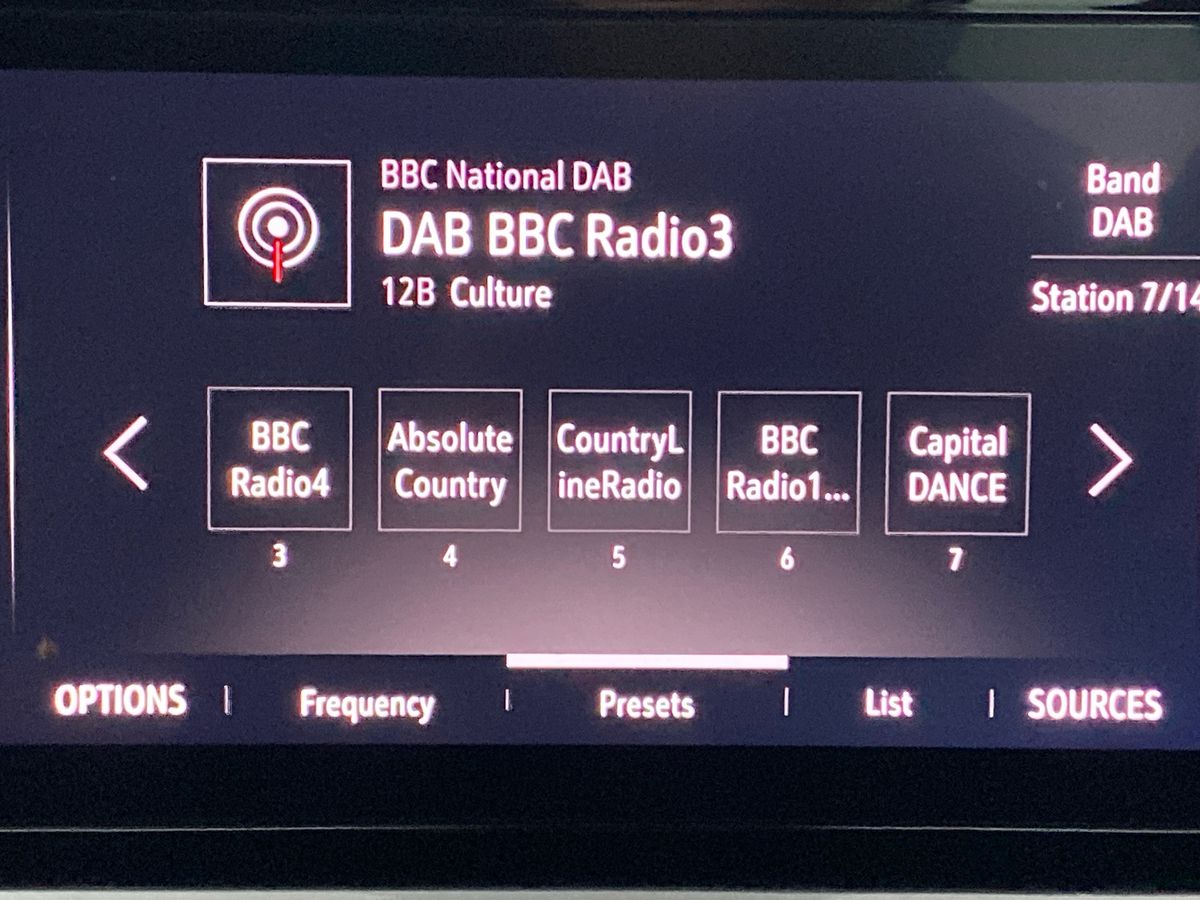 BBC National DAB
DAB BBC Radio3
12B Culture
Band
DAB
Station 7/14
BBC
Radio4
3
Absolute
Country
4
CountryL
ineRadio
5
BBC
Radio1...
6
Capital
DANCE
7
OPTIONS
Frequency
Presets
List
SOURCES